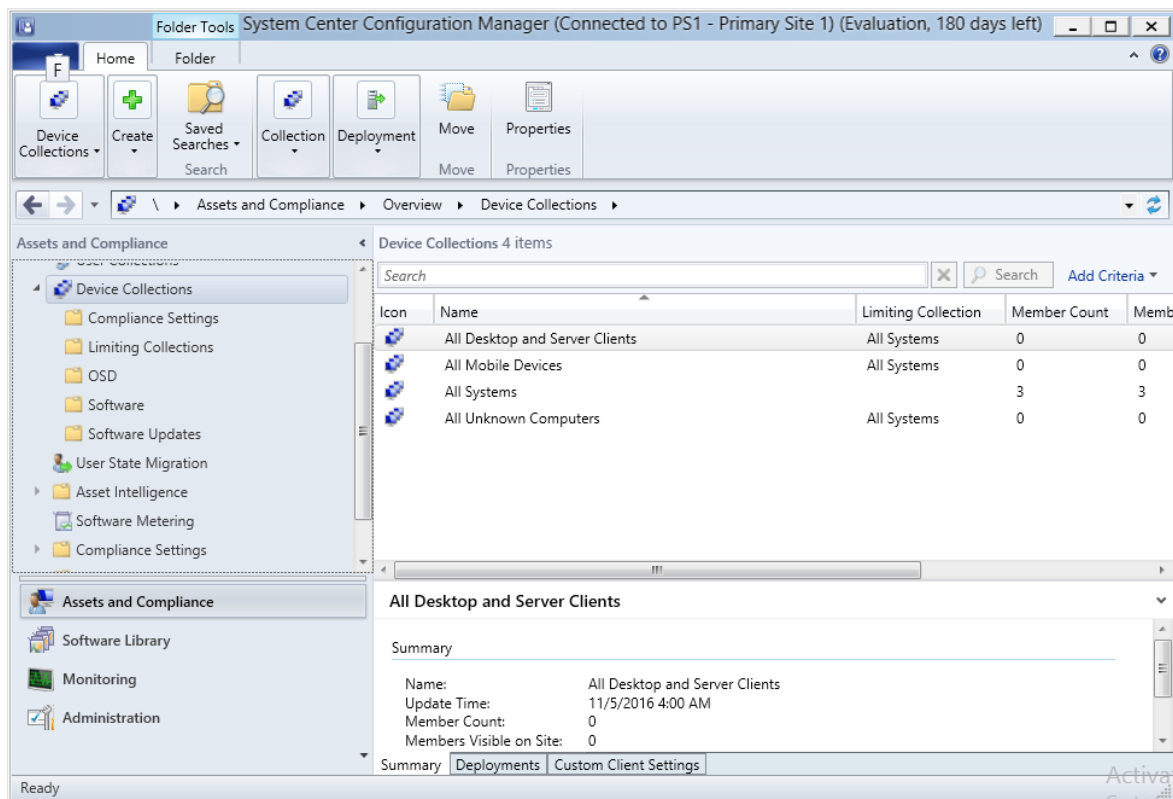 Folder Tools System Center Configuration Manager (Connected to PS1 - Primary Site 1) (Evaluation, 180 days left)
F Home Folder
Device Collections Create Saved Searches Collection Deployment Move Properties
Search Move Properties
\ Assets and Compliance Overview Device Collections
Assets and Compliance
User Collections
Device Collections
Compliance Settings
Limiting Collections
OSD
Software
Software Updates
User State Migration
Asset Intelligence
Software Metering
Compliance Settings
Assets and Compliance
Software Library
Monitoring
Administration
Device Collections 4 items
Search Search Add Criteria
Icon Name Limiting Collection Member Count Memb
All Desktop and Server Clients All Systems 0 0
All Mobile Devices All Systems 0 0
All Systems 3 3
All Unknown Computers All Systems 0 0
All Desktop and Server Clients
Summary
Name: All Desktop and Server Clients
Update Time: 11/5/2016 4:00 AM
Member Count: 0
Members Visible on Site: 0
Summary Deployments Custom Client Settings
Activa
Ready